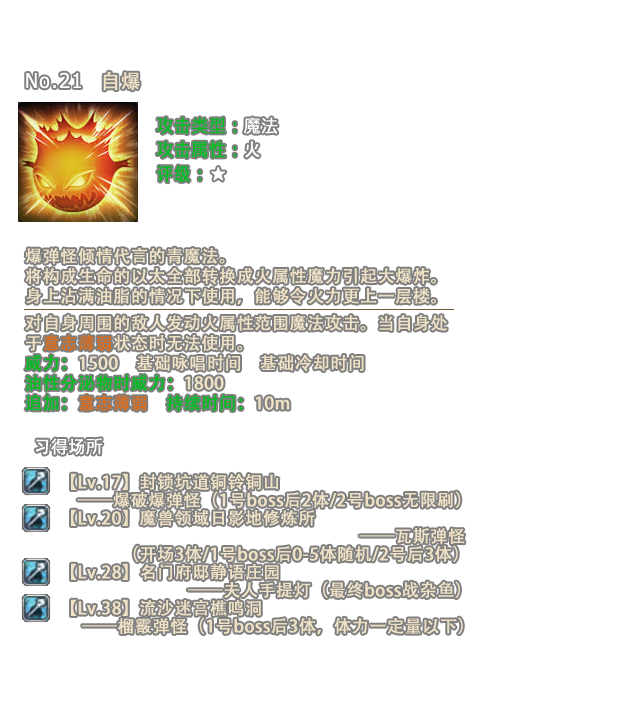 No.21 自爆
攻击类型：魔法
攻击属性：火
评级：☆
爆弹怪倾情代言的青魔法。
将构成生命的以太全部转换成火属性魔力引起大爆炸。
身上沾满油脂的情况下使用，能够令火力更上一层楼。
对自身周围的敌人发动火属性范围魔法攻击。当自身处
于意志薄弱状态时无法使用。
威力：1500 基础咏唱时间 基础冷却时间
油性分泌物时威力：1800
追加：意志薄弱 持续时间：10m
习得场所
【Lv.17】封锁坑道铜铃铜山
——爆破爆弹怪（1号boss后2体/2号boss无限刷）
【Lv.20】魔兽领域日影地修炼所
——瓦斯弹怪
（开场3体/1号boss后0-5体随机/2号后3体）
【Lv.28】名门府邸静语庄园
——夫人手提灯（最终boss战杂鱼）
【Lv.38】流沙迷宫樵鸣洞
——榴霰弹怪（1号boss后3体，体力一定量以下）